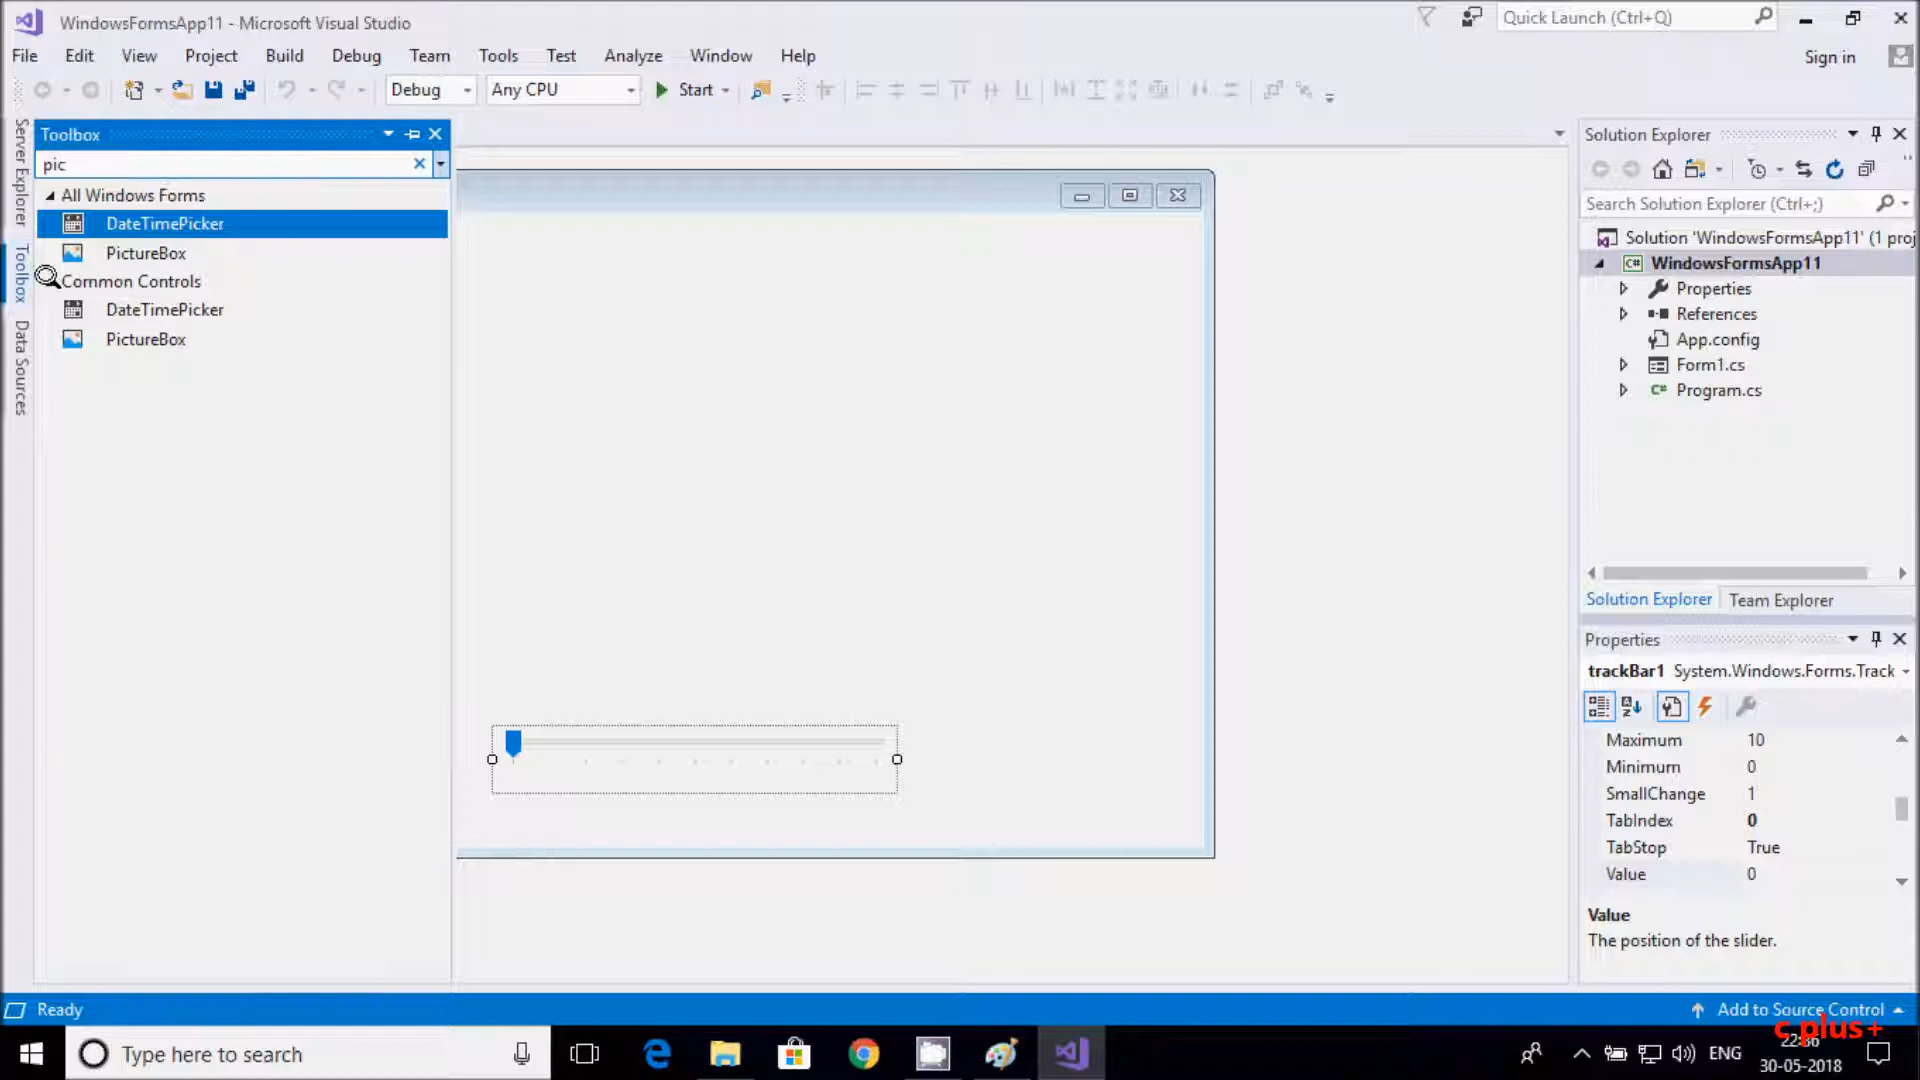 WindowsFormsApp11 - Microsoft Visual Studio
Quick Launch (Ctrl+Q)
File Edit View Project Build Debug Team Tools Test Analyze Window Help
Sign in
Debug Any CPU Start
Server Explorer
Toolbox
Data Sources
Toolbox
pic
All Windows Forms
DateTimePicker
PictureBox
Common Controls
DateTimePicker
PictureBox
Solution Explorer
Search Solution Explorer (Ctrl+;)
Solution 'WindowsFormsApp11' (1 proj
C# WindowsFormsApp11
Properties
References
App.config
Form1.cs
C# Program.cs
Solution Explorer Team Explorer
Properties
trackBar1 System.Windows.Forms.Track
Maximum 10
Minimum 0
SmallChange 1
TabIndex 0
TabStop True
Value 0
Value
The position of the slider.
Ready
Add to Source Control
c plus+
Type here to search
ENG
22:36
30-05-2018